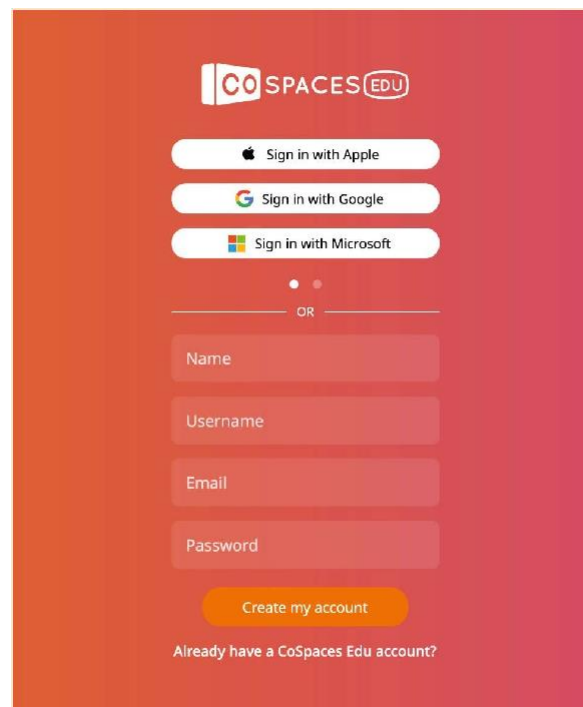 CO SPACES EDU
Sign in with Apple
Sign in with Google
Sign in with Microsoft
OR
Name
Username
Email
Password
Create my account
Already have a CoSpaces Edu account?